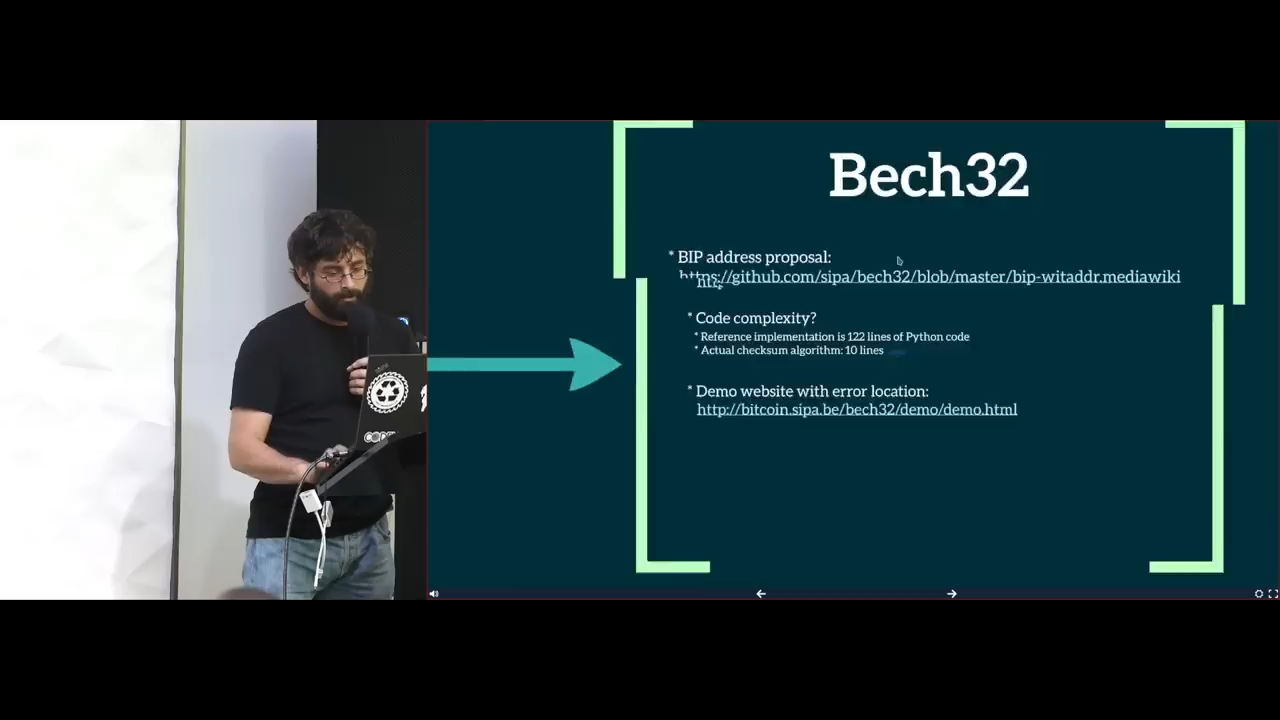 Bech32
* BIP address proposal:
https://github.com/sipa/bech32/blob/master/bip-witaddr.mediawiki
* Code complexity?
* Reference implementation is 122 lines of Python code
* Actual checksum algorithm: 10 lines
* Demo website with error location:
http://bitcoin.sipa.be/bech32/demo/demo.html